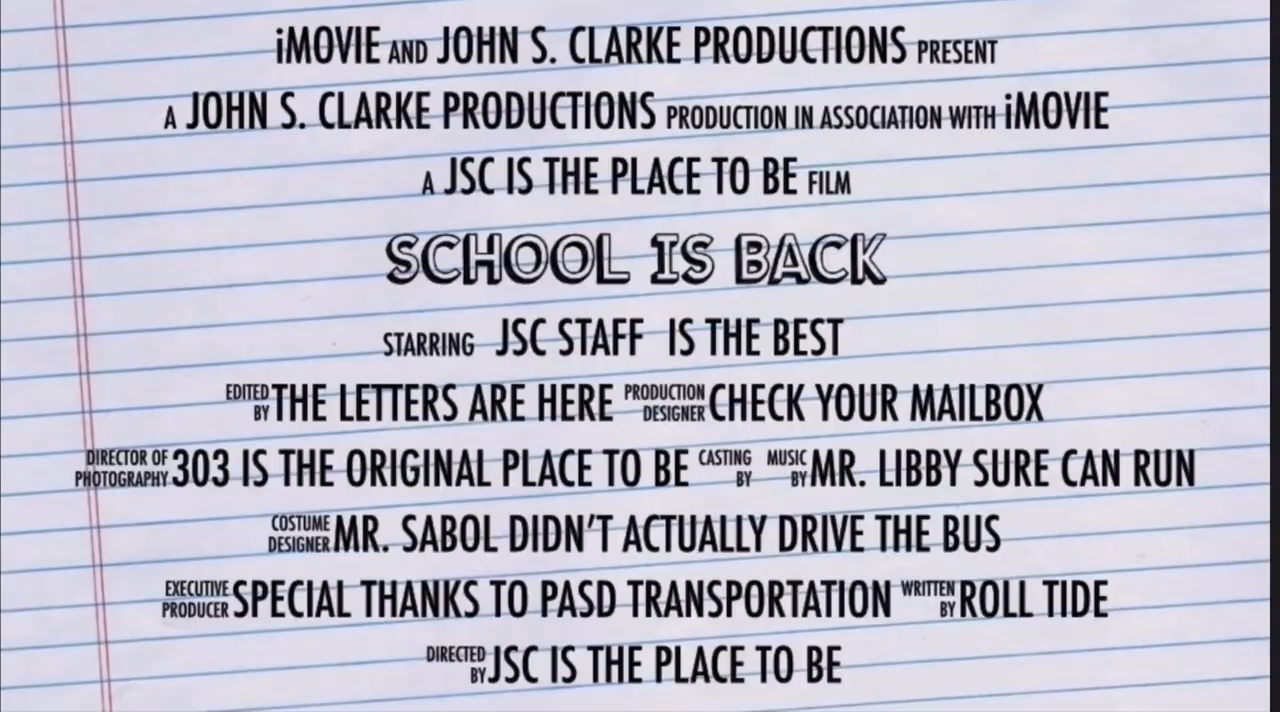 iMOVIE AND JOHN S. CLARKE PRODUCTIONS PRESENT
A JOHN S. CLARKE PRODUCTIONS PRODUCTION IN ASSOCIATION WITH iMOVIE
A JSC IS THE PLACE TO BE FILM
SCHOOL IS BACK
STARRING JSC STAFF IS THE BEST
EDITED BY THE LETTERS ARE HERE PRODUCTION DESIGNER CHECK YOUR MAILBOX
DIRECTOR OF PHOTOGRAPHY 303 IS THE ORIGINAL PLACE TO BE CASTING BY MUSIC BY MR. LIBBY SURE CAN RUN
COSTUME DESIGNER MR. SABOL DIDN'T ACTUALLY DRIVE THE BUS
EXECUTIVE PRODUCER SPECIAL THANKS TO PASD TRANSPORTATION WRITTEN BY ROLL TIDE
DIRECTED BY JSC IS THE PLACE TO BE